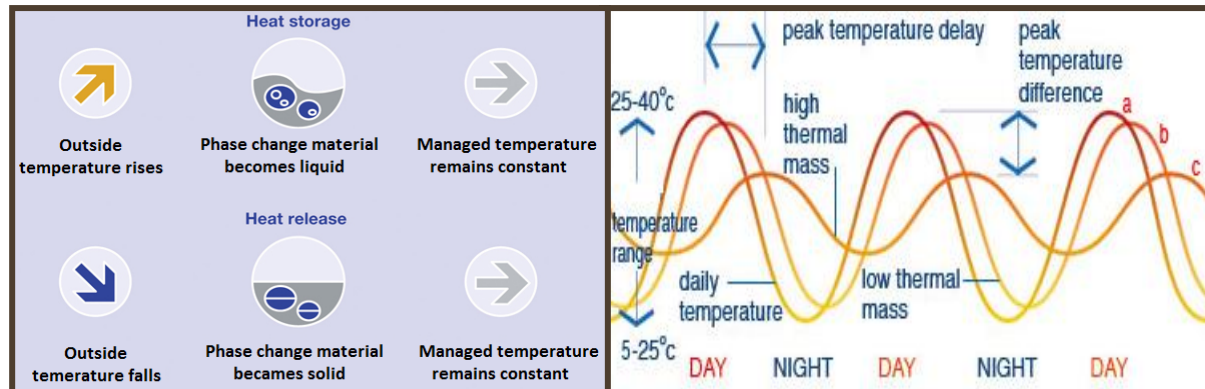 Heat storage
Outside
temperature rises
Phase change material
becomes liquid
Managed temperature
remains constant
Heat release
Outside
temerature falls
Phase change material
becames solid
Managed temperature
remains constant
peak temperature delay
peak
temperature
difference
25-40°c
high
thermal
mass
a
b
c
temperature
range
daily
temperature
low thermal
mass
5-25°c
DAY
NIGHT
DAY
NIGHT
DAY